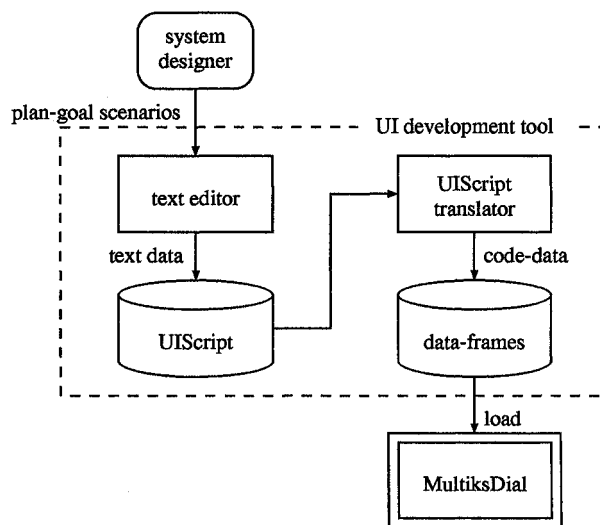 system
designer
plan-goal scenarios
UI development tool
text editor
UIScript
translator
text data
code-data
UIScript
data-frames
load
MultiksDial